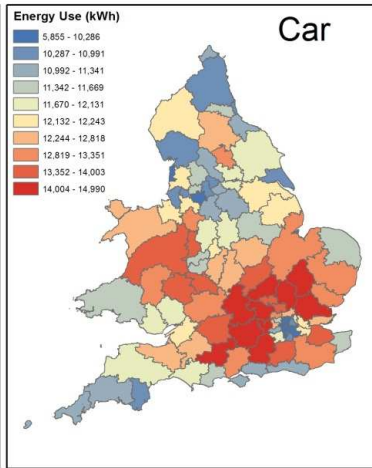 Energy Use (kWh)
Car
5,855 - 10,286
10,287 - 10,991
10,992 - 11,341
11,342 - 11,669
11,670 - 12,131
12,132 - 12,243
12,244 - 12,818
12,819 - 13,351
13,352 - 14,003
14,004 - 14,990